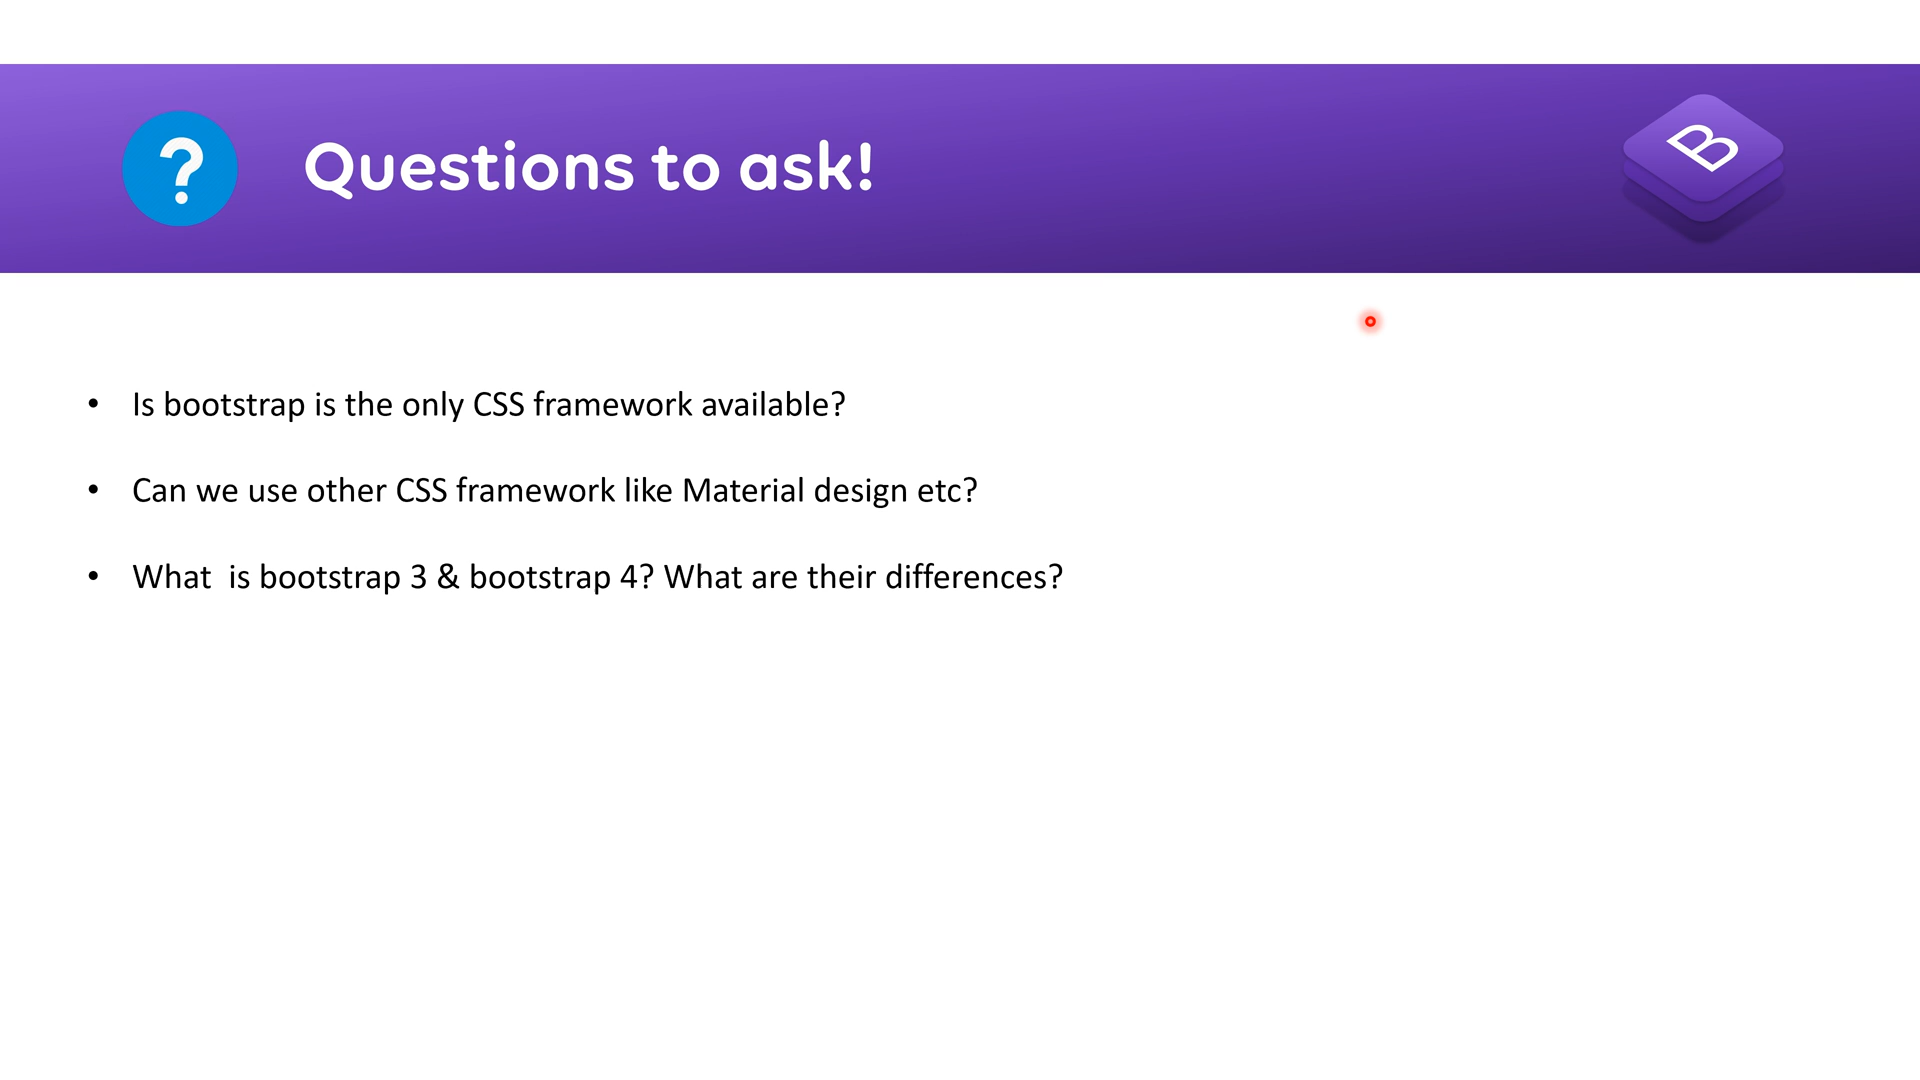 ?
Questions to ask!
B
• Is bootstrap is the only CSS framework available?
• Can we use other CSS framework like Material design etc?
• What  is bootstrap 3 & bootstrap 4? What are their differences?